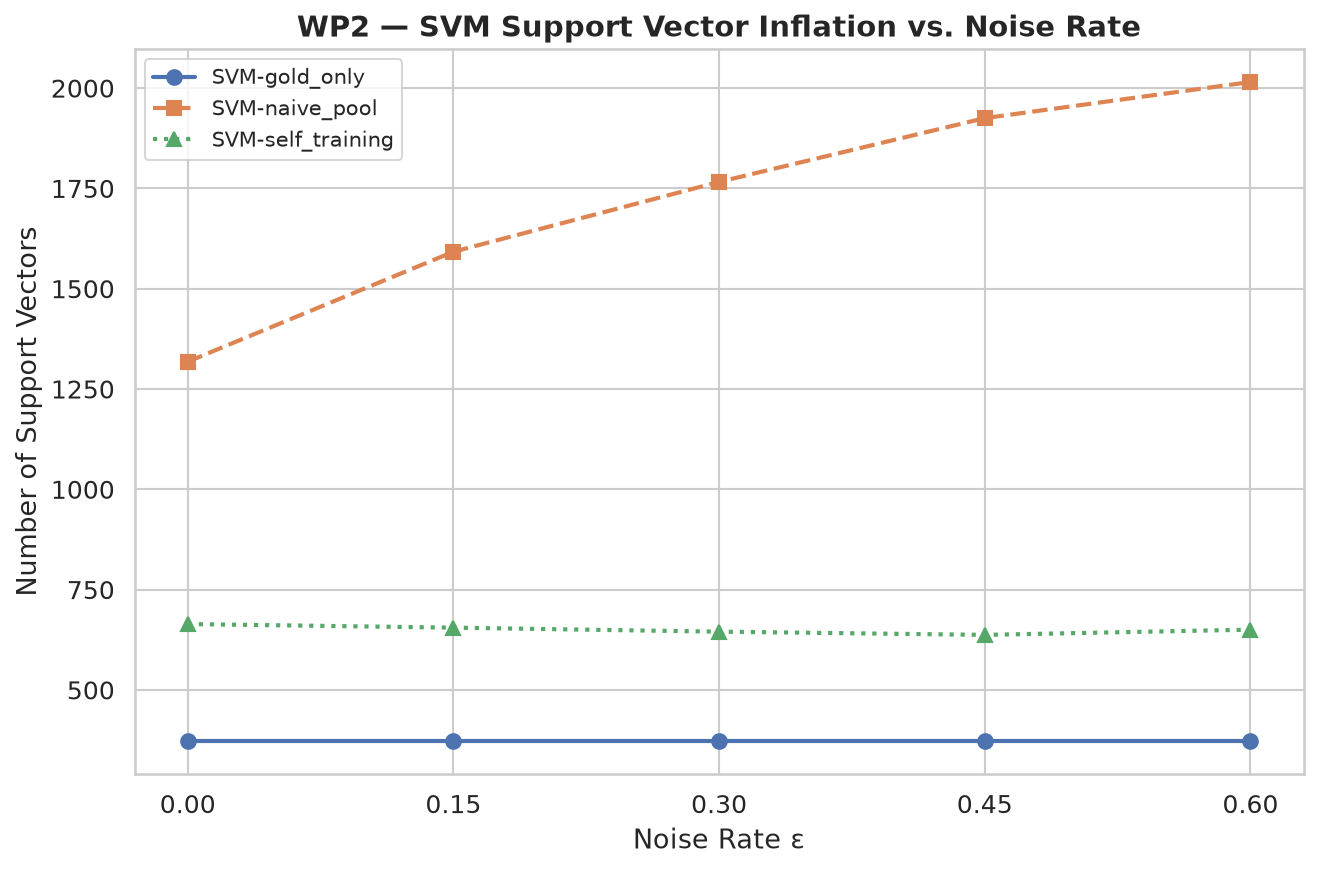 WP2 — SVM Support Vector Inflation vs. Noise Rate
SVM-gold_only
SVM-naive_pool
SVM-self_training
Number of Support Vectors
2000
1750
1500
1250
1000
750
500
0.00 0.15 0.30 0.45 0.60
Noise Rate ε